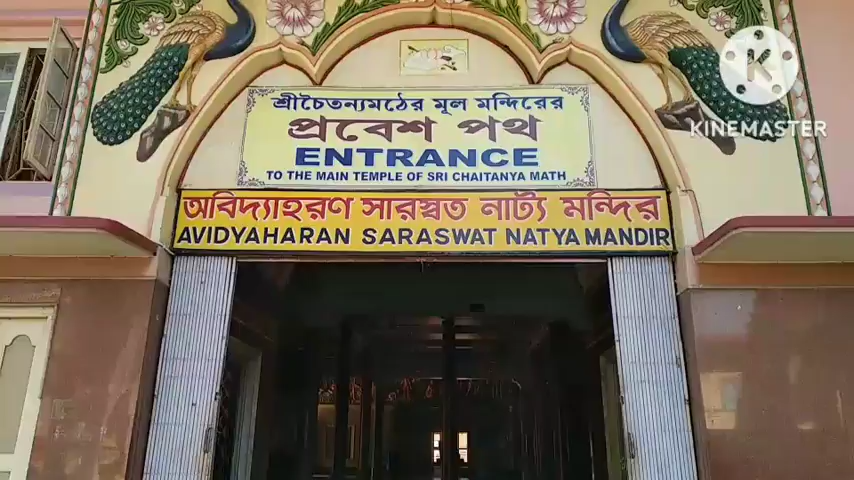 শ্রীচৈতন্যমঠের মূল মন্দিরের
প্রবেশ পথ
ENTRANCE
TO THE MAIN TEMPLE OF SRI CHAITANYA MATH
অবিদ্যাহরণ সারস্বত নাট্য মন্দির
AVIDYAHARAN SARASWAT NATYA MANDIR
K
KINEMASTER